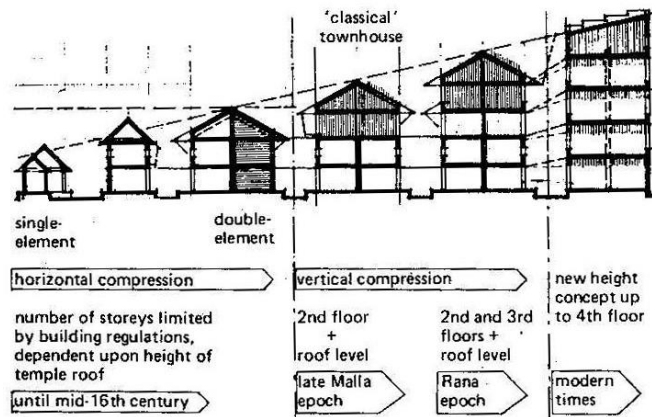 'classical'
townhouse
single-
element
double-
element
horizontal compression
vertical compression
new height
concept up
to 4th floor
number of storeys limited
by building regulations,
dependent upon height of
temple roof
2nd floor
+
roof level
2nd and 3rd
floors +
roof level
until mid-16th century
late Malla
epoch
Rana
epoch
modern
times